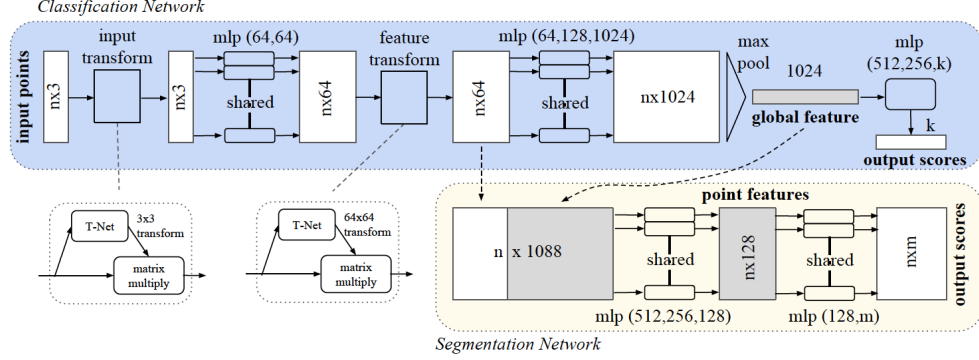 Classification Network
input points
nx3
input
transform
nx3
mlp (64,64)
shared
nx64
feature
transform
nx64
mlp (64,128,1024)
shared
nx1024
max
pool
1024
global feature
mlp
(512,256,k)
k
output scores
T-Net
3x3
transform
matrix
multiply
T-Net
64x64
transform
matrix
multiply
point features
n x 1088
shared
mlp (512,256,128)
nx128
shared
mlp (128,m)
nxm
output scores
Segmentation Network